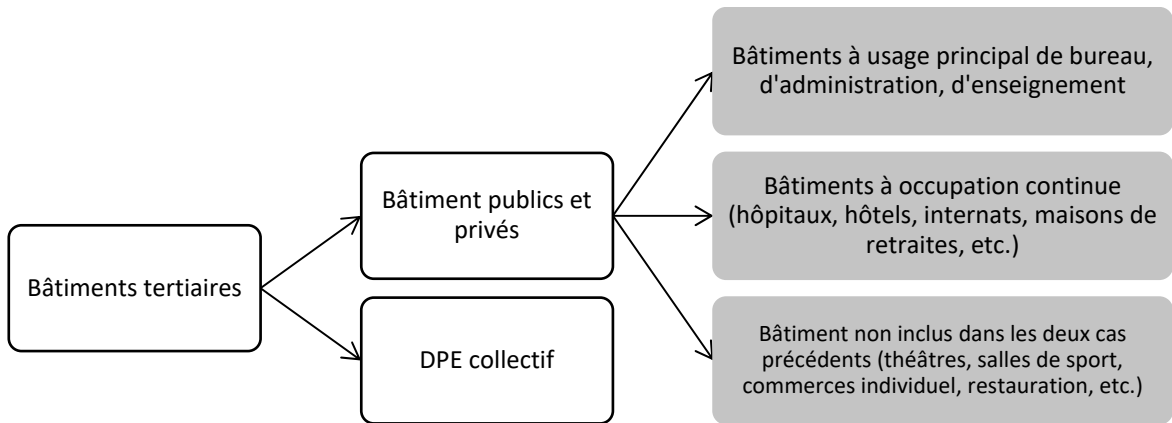 Bâtiments tertiaires
Bâtiment publics et
privés
DPE collectif
Bâtiments à usage principal de bureau,
d'administration, d'enseignement
Bâtiments à occupation continue
(hôpitaux, hôtels, internats, maisons de
retraites, etc.)
Bâtiment non inclus dans les deux cas
précédents (théâtres, salles de sport,
commerces individuel, restauration, etc.)